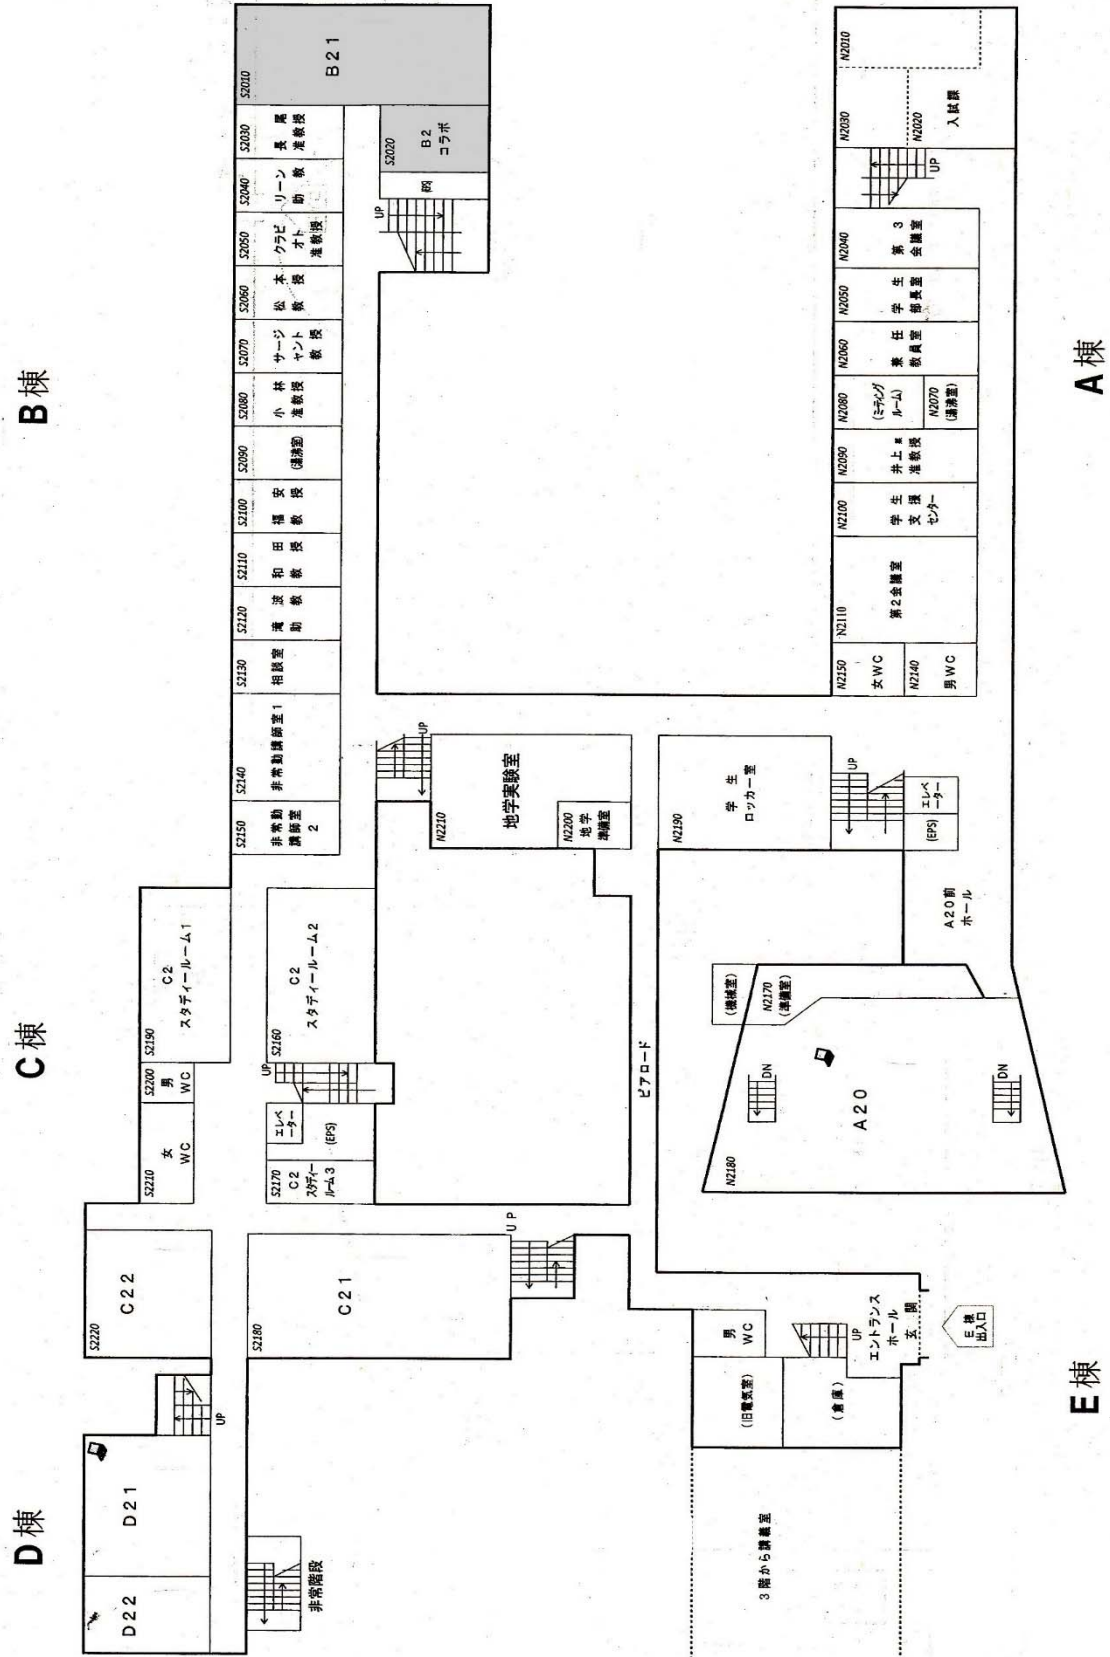 D棟
C棟
B棟
D22
D21
UP
非常階段
S2220
C22
S2180
C21
UP
S2210
女
WC
S2200
男
WC
S2190
C2
スタディールーム1
S2170
C2
スタディー
ルーム3
エレベ
ーター
(EPS)
UP
S2160
C2
スタディールーム2
S2150
非常勤
講師室
2
S2140
非常勤講師室1
S2130
相談室
S2120
滝波
助教
S2110
和田
教授
S2100
福安
教授
S2090
(湯沸室)
S2080
小林
准教授
S2070
サージ
ャント
教授
S2060
松本
教授
S2050
クラビ
オト
准教授
S2040
リーン
助教
S2030
長尾
准教授
S2010
B21
S2020
B2
コラボ
UP
UP
N2210
地学実験室
N2200
地学
準備室
ピアロード
N2190
学生
ロッカー室
UP
(EPS)
エレベ
ーター
A20前
ホール
(機械室)
N2170
(準備室)
N2180
A20
DN
DN
3階から講義室
(旧電気室)
(倉庫)
男
WC
UP
エントランス
ホール
玄関
E棟
出入口
N2150
女WC
N2140
男WC
N2110
第2会議室
N2100
学生
支援
センター
N2090
井上
准教授
N2080
(ミーティング
ルーム)
N2070
(湯沸室)
N2060
兼任
教員室
N2050
学生
部長室
N2040
第3
会議室
UP
N2030
N2020
入試課
N2010
E棟
A棟